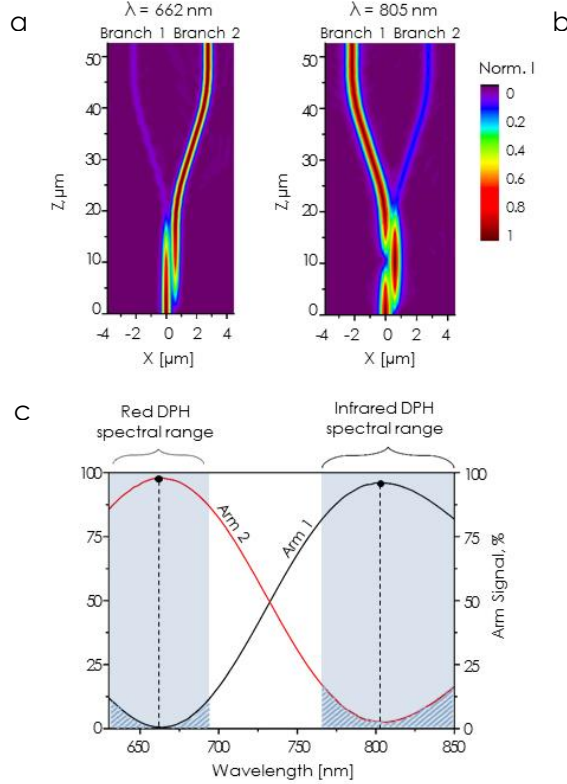 a
λ = 662 nm
λ = 805 nm
b
Branch 1 Branch 2
Branch 1 Branch 2
Norm. I
0
0.2
0.4
0.6
0.8
1
Z, µm
50
40
30
20
10
0
-4 -2 0 2 4
X [µm]
Z, µm
50
40
30
20
10
0
-4 -2 0 2 4
X [µm]
c
Red DPH
spectral range
Infrared DPH
spectral range
100
75
50
25
0
Arm 2
Arm 1
100
75
50
25
0
Arm Signal, %
650 700 750 800 850
Wavelength [nm]